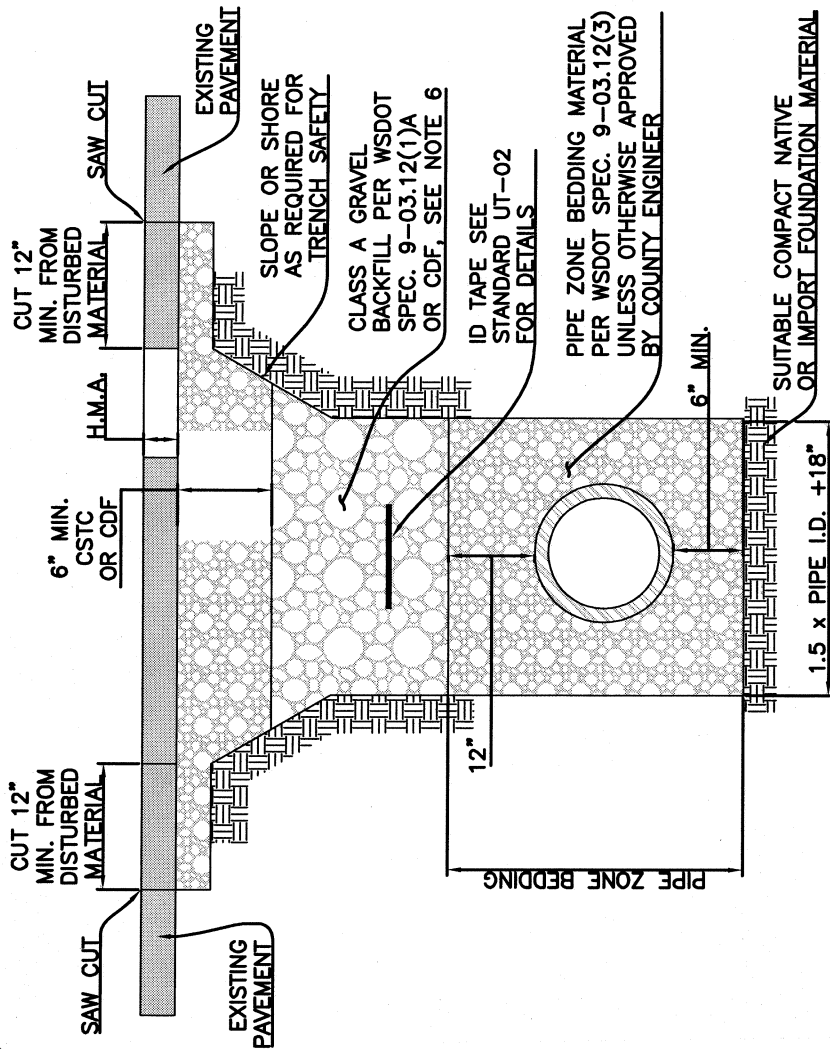 SAW CUT
EXISTING
PAVEMENT
CUT 12"
MIN. FROM
DISTURBED
MATERIAL
6" MIN.
CSTC
OR CDF
H.M.A.
CUT 12"
MIN. FROM
DISTURBED
MATERIAL
SAW CUT
EXISTING
PAVEMENT
SLOPE OR SHORE
AS REQUIRED FOR
TRENCH SAFETY
CLASS A GRAVEL
BACKFILL PER WSDOT
SPEC. 9-03.12(1)A
OR CDF, SEE NOTE 6
ID TAPE SEE
STANDARD UT-02
FOR DETAILS
PIPE ZONE BEDDING MATERIAL
PER WSDOT SPEC. 9-03.12(3)
UNLESS OTHERWISE APPROVED
BY COUNTY ENGINEER
12"
6" MIN.
PIPE ZONE BEDDING
SUITABLE COMPACT NATIVE
OR IMPORT FOUNDATION MATERIAL
1.5 x PIPE I.D. +18"